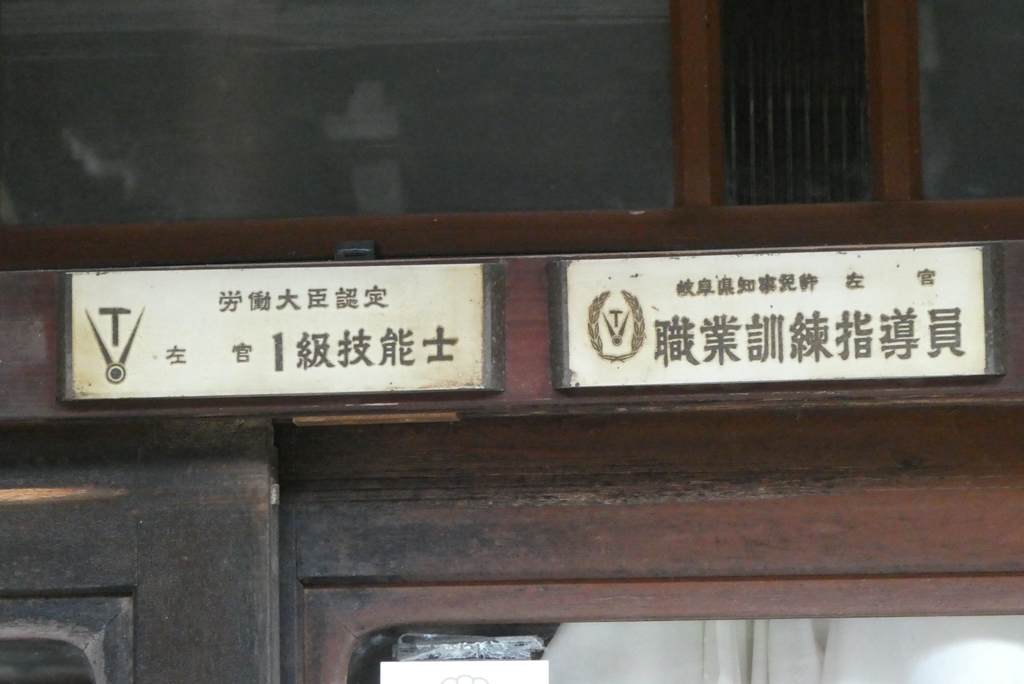 労働大臣認定
左官 1級技能士
T
岐阜県知事免許 左官
職業訓練指導員
T